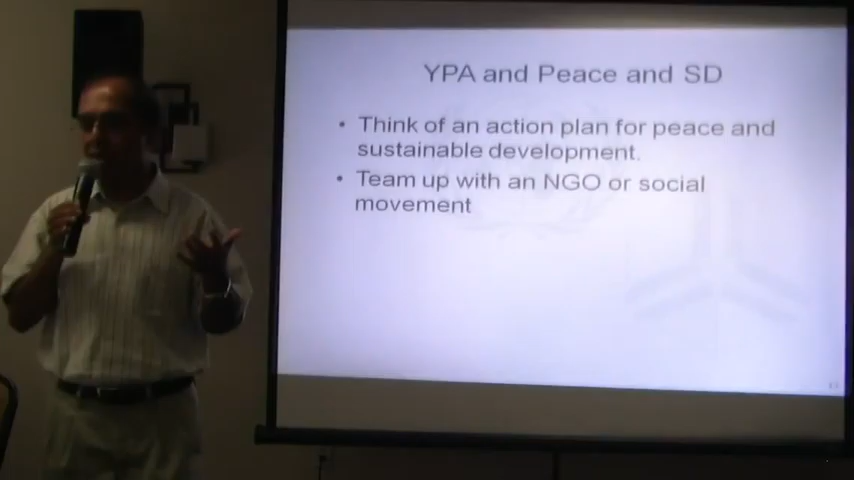 YPA and Peace and SD
• Think of an action plan for peace and
sustainable development.
• Team up with an NGO or social
movement